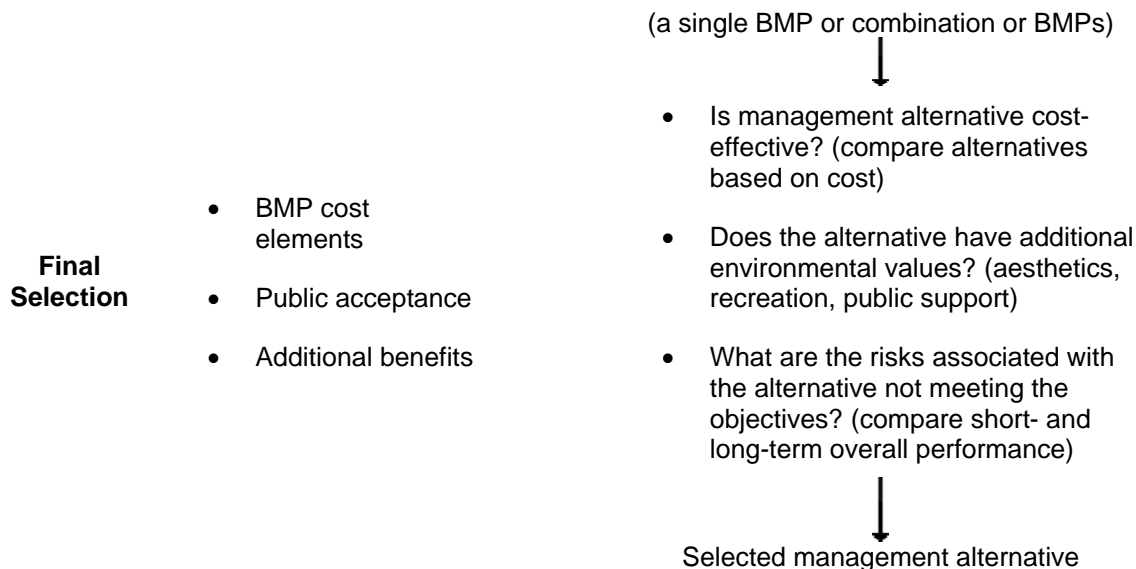 (a single BMP or combination or BMPs)
Final
Selection
• BMP cost
elements
• Public acceptance
• Additional benefits
• Is management alternative cost-
effective? (compare alternatives
based on cost)
• Does the alternative have additional
environmental values? (aesthetics,
recreation, public support)
• What are the risks associated with
the alternative not meeting the
objectives? (compare short- and
long-term overall performance)
Selected management alternative